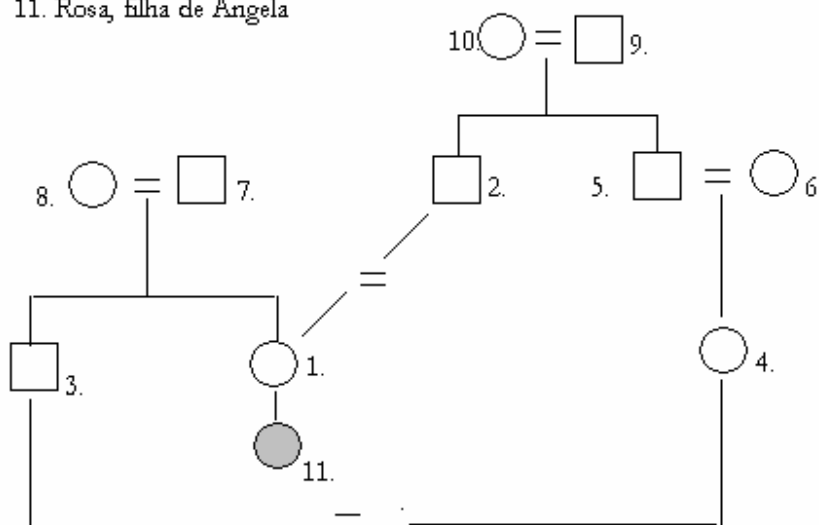 11. Rosa, filha de Angela
10. = 9.
8. = 7.
2.
5. = 6
=
3.
1.
4.
11.